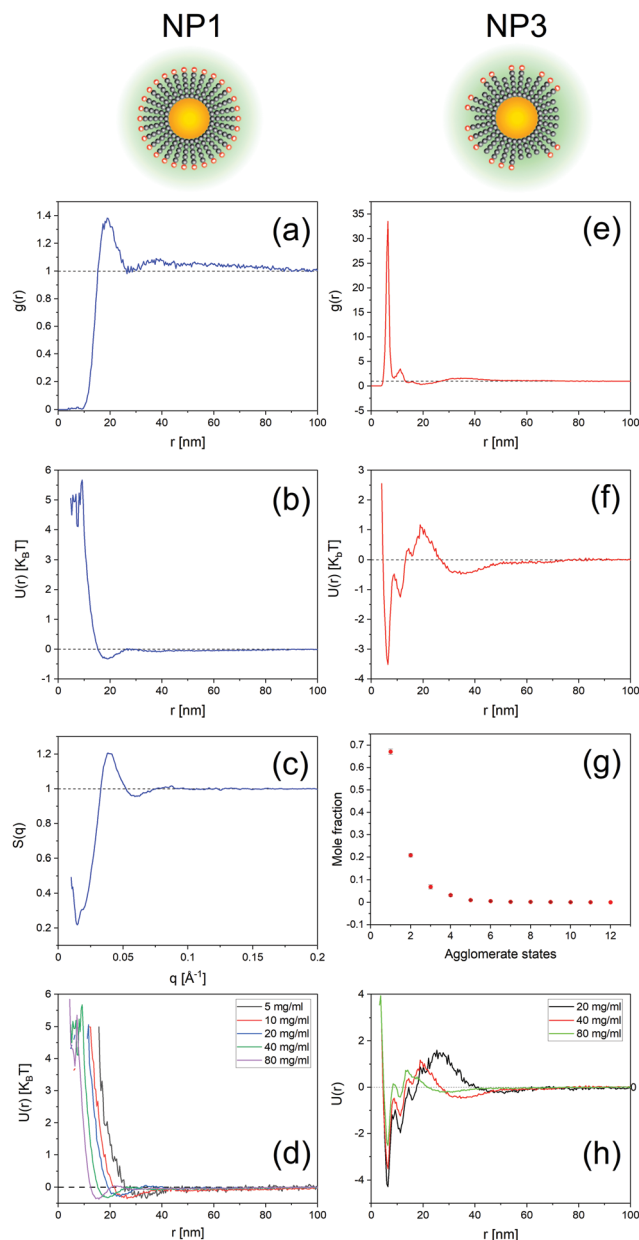 NP1
NP3
(a)
1.4
1.2
1
0.8
0.6
0.4
0.2
0
g(r)
0 20 40 60 80 100
r [nm]
(e)
35
30
25
20
15
10
5
0
-5
g(r)
0 20 40 60 80 100
r [nm]
(b)
6
5
4
3
2
1
0
-1
U(r) [KBT]
0 20 40 60 80 100
r [nm]
(f)
3
2
1
0
-1
-2
-3
-4
U(r) [KbT]
0 20 40 60 80 100
r [nm]
(c)
1.2
1
0.8
0.6
0.4
0.2
S(q)
0 0.05 0.1 0.15 0.2
q [Å-1]
(g)
0.7
0.6
0.5
0.4
0.3
0.2
0.1
0
-0.1
Mole fraction
0 2 4 6 8 10 12
Agglomerate states
(d)
5 mg/ml
10 mg/ml
20 mg/ml
40 mg/ml
80 mg/ml
6
5
4
3
2
1
0
U(r) [KBT]
0 20 40 60 80 100
r [nm]
(h)
20 mg/ml
40 mg/ml
80 mg/ml
4
2
0
-2
-4
0
U(r)
0 20 40 60 80 100
r [nm]